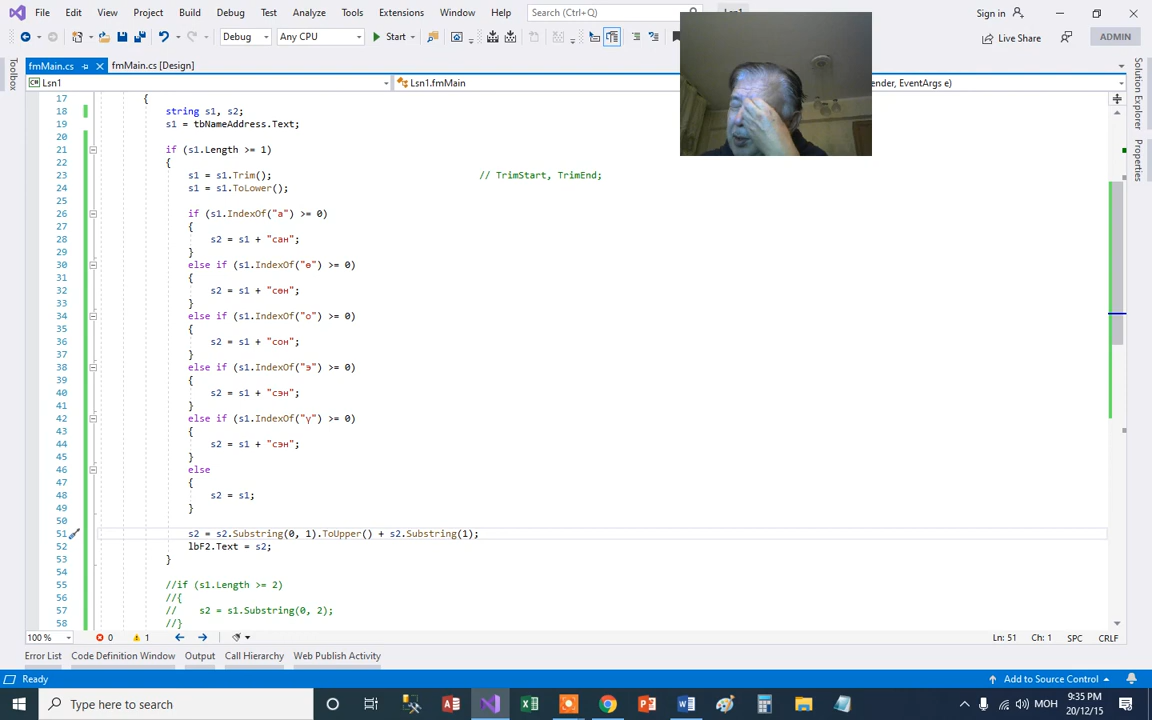 File Edit View Project Build Debug Test Analyze Tools Extensions Window Help Search (Ctrl+Q) Lsn1 Sign in
Debug Any CPU Start Live Share ADMIN
fmMain.cs fmMain.cs [Design]
Lsn1 Lsn1.fmMain ender, EventArgs e)
Toolbox
Solution Explorer
Properties
17 {
18 string s1, s2;
19 s1 = tbNameAddress.Text;
20
21 if (s1.Length >= 1)
22 {
23 s1 = s1.Trim(); // TrimStart, TrimEnd;
24 s1 = s1.ToLower();
25
26 if (s1.IndexOf("а") >= 0)
27 {
28 s2 = s1 + "сан";
29 }
30 else if (s1.IndexOf("ө") >= 0)
31 {
32 s2 = s1 + "сөн";
33 }
34 else if (s1.IndexOf("о") >= 0)
35 {
36 s2 = s1 + "сон";
37 }
38 else if (s1.IndexOf("э") >= 0)
39 {
40 s2 = s1 + "сэн";
41 }
42 else if (s1.IndexOf("ү") >= 0)
43 {
44 s2 = s1 + "сэн";
45 }
46 else
47 {
48 s2 = s1;
49 }
50
51 s2 = s2.Substring(0, 1).ToUpper() + s2.Substring(1);
52 lbF2.Text = s2;
53 }
54
55 //if (s1.Length >= 2)
56 //{
57 // s2 = s1.Substring(0, 2);
58 //}
100 % 0 1 Ln: 51 Ch: 1 SPC CRLF
Error List Code Definition Window Output Call Hierarchy Web Publish Activity
Ready Add to Source Control
Type here to search MOH 9:35 PM
20/12/15